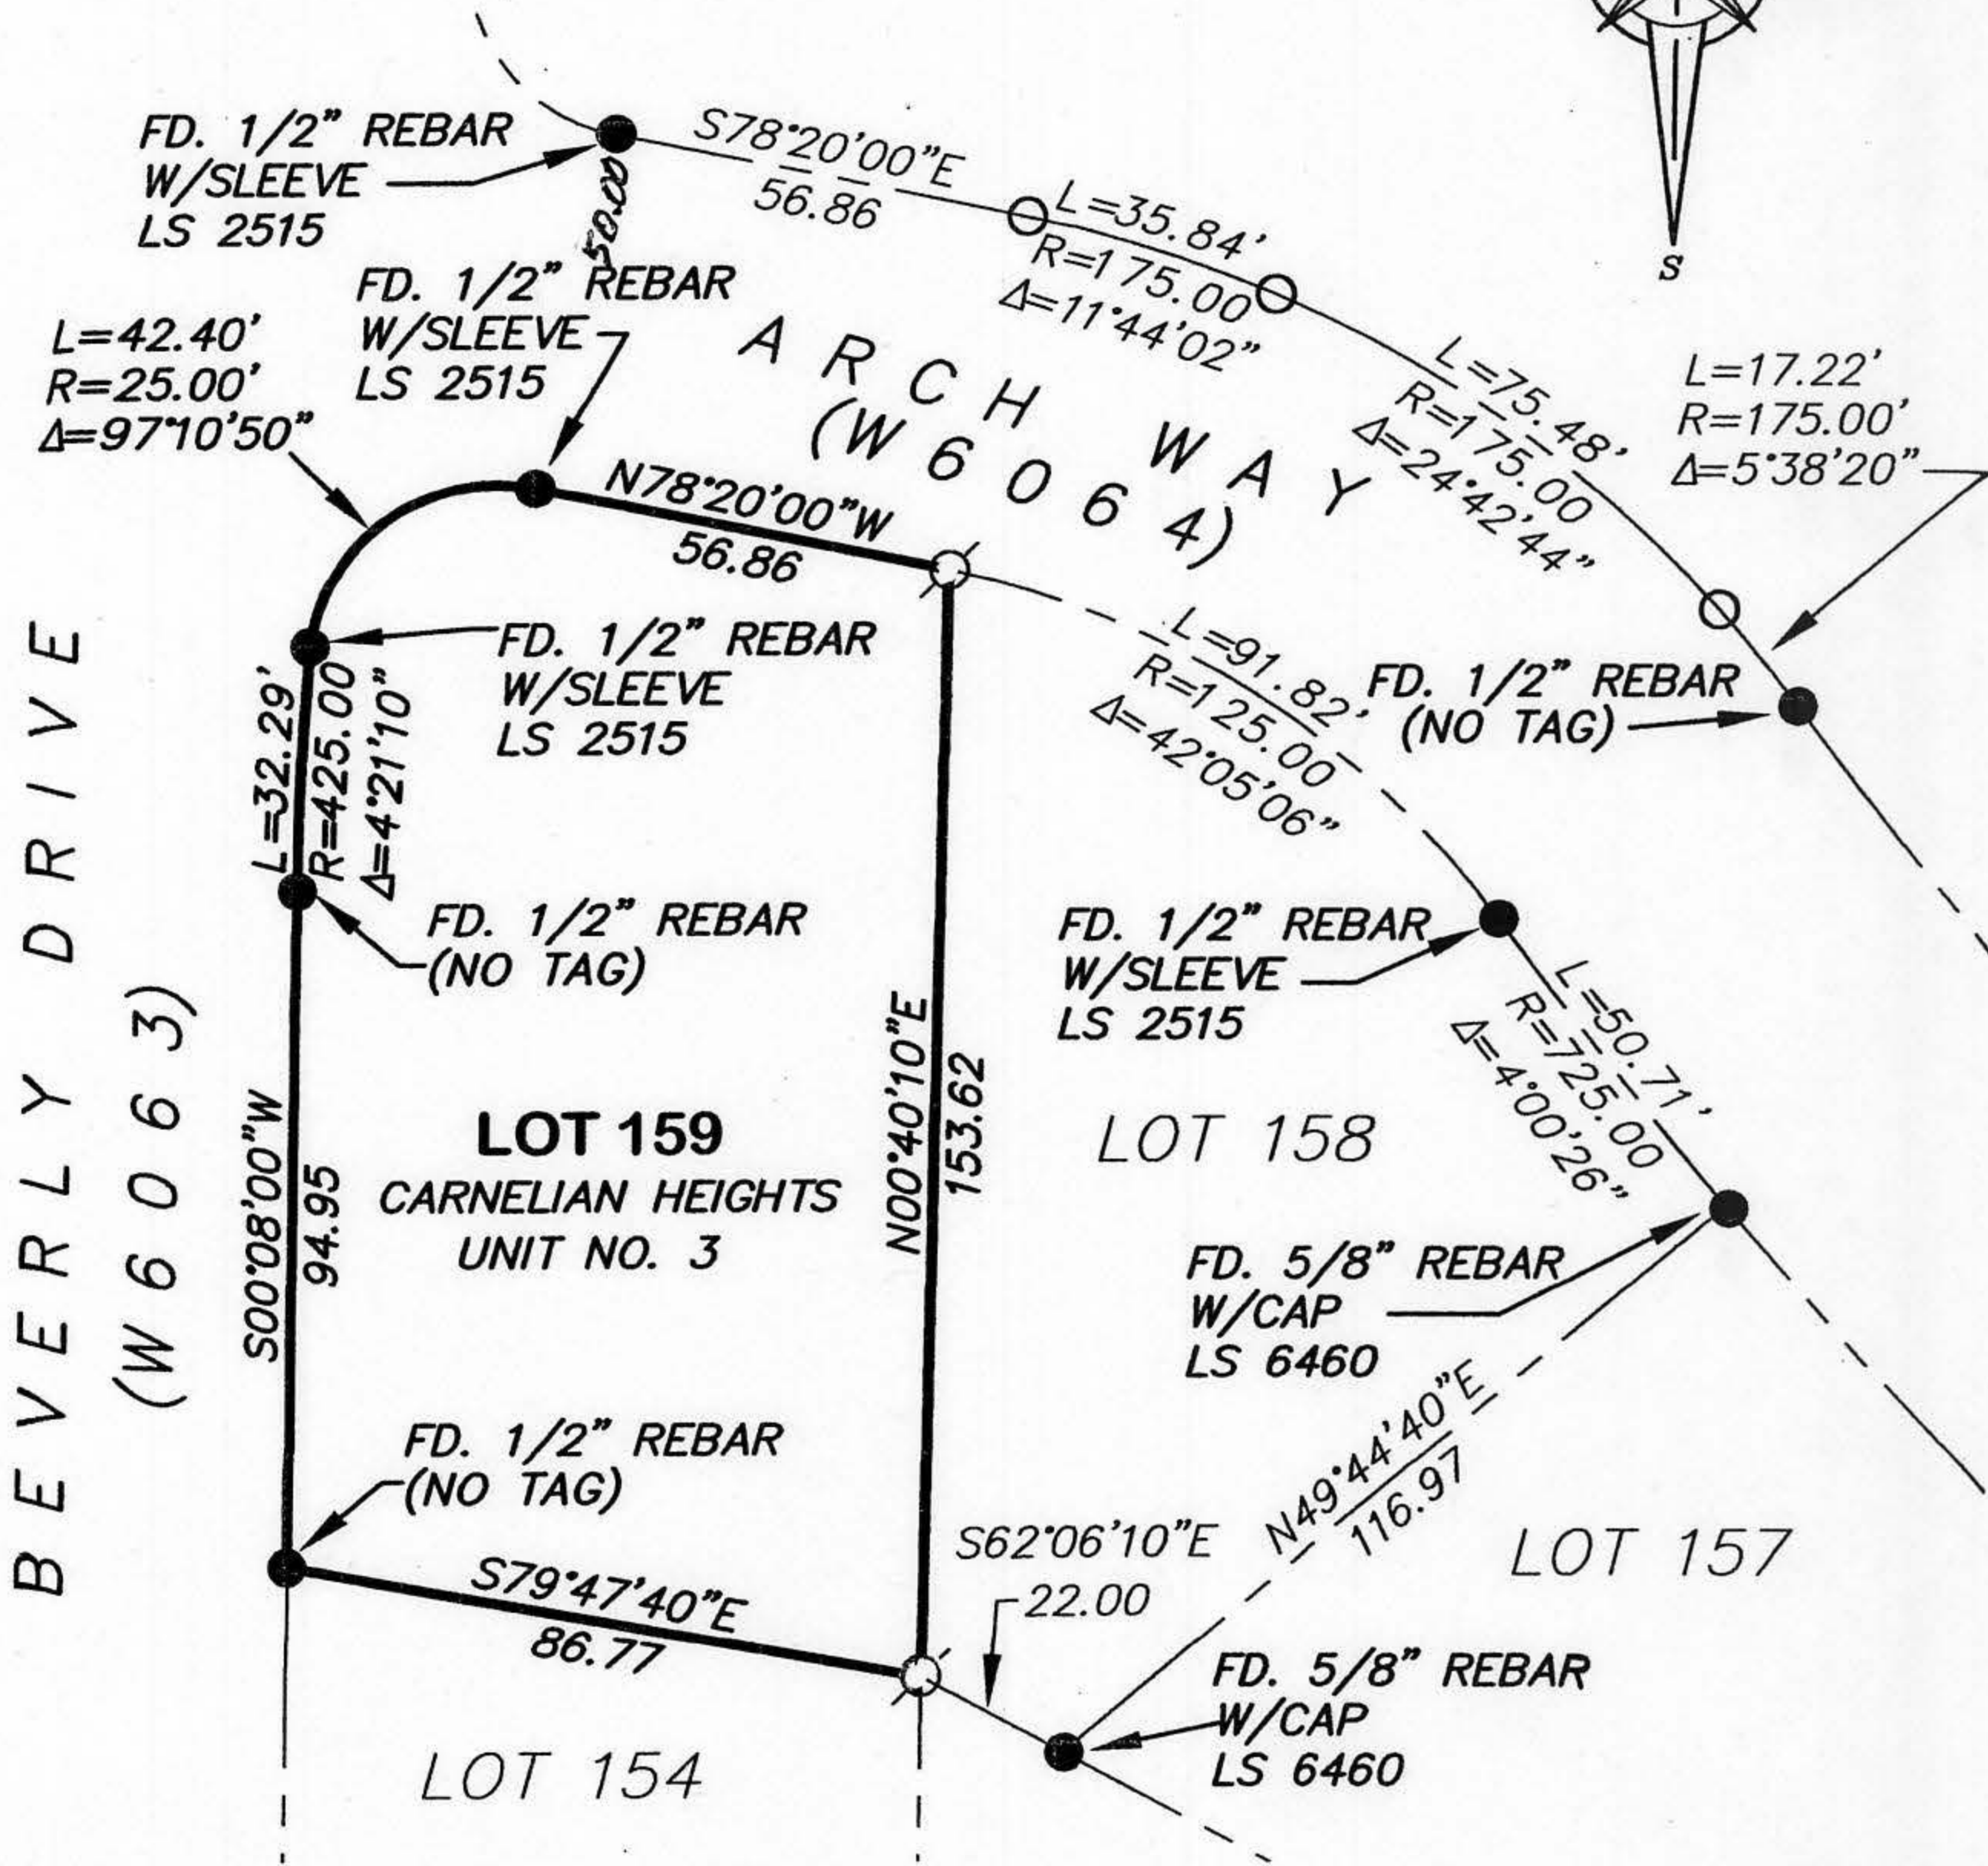 S
FD. 1/2" REBAR
W/SLEEVE
LS 2515
50.00
S78°20'00"E
56.86
L=35.84'
R=175.00
Δ=11°44'02"
FD. 1/2" REBAR
W/SLEEVE
LS 2515
L=42.40'
R=25.00'
Δ=97°10'50"
ARCH WAY
(W6064)
L=75.48'
R=175.00
Δ=24°42'44"
L=17.22'
R=175.00'
Δ=5°38'20"
N78°20'00"W
56.86
FD. 1/2" REBAR
W/SLEEVE
LS 2515
L=91.82'
R=125.00
Δ=42°05'06"
FD. 1/2" REBAR
(NO TAG)
L=32.29'
R=425.00
Δ=4°21'10"
BEVERLY DRIVE
(W6063)
FD. 1/2" REBAR
(NO TAG)
FD. 1/2" REBAR
W/SLEEVE
LS 2515
L=50.71'
R=725.00
Δ=4°00'26"
S00°08'00"W
94.95
LOT 159
CARNELIAN HEIGHTS
UNIT NO. 3
N00°40'10"E
153.62
LOT 158
FD. 5/8" REBAR
W/CAP
LS 6460
FD. 1/2" REBAR
(NO TAG)
N49°44'40"E
116.97
S62°06'10"E
22.00
LOT 157
S79°47'40"E
86.77
FD. 5/8" REBAR
W/CAP
LS 6460
LOT 154